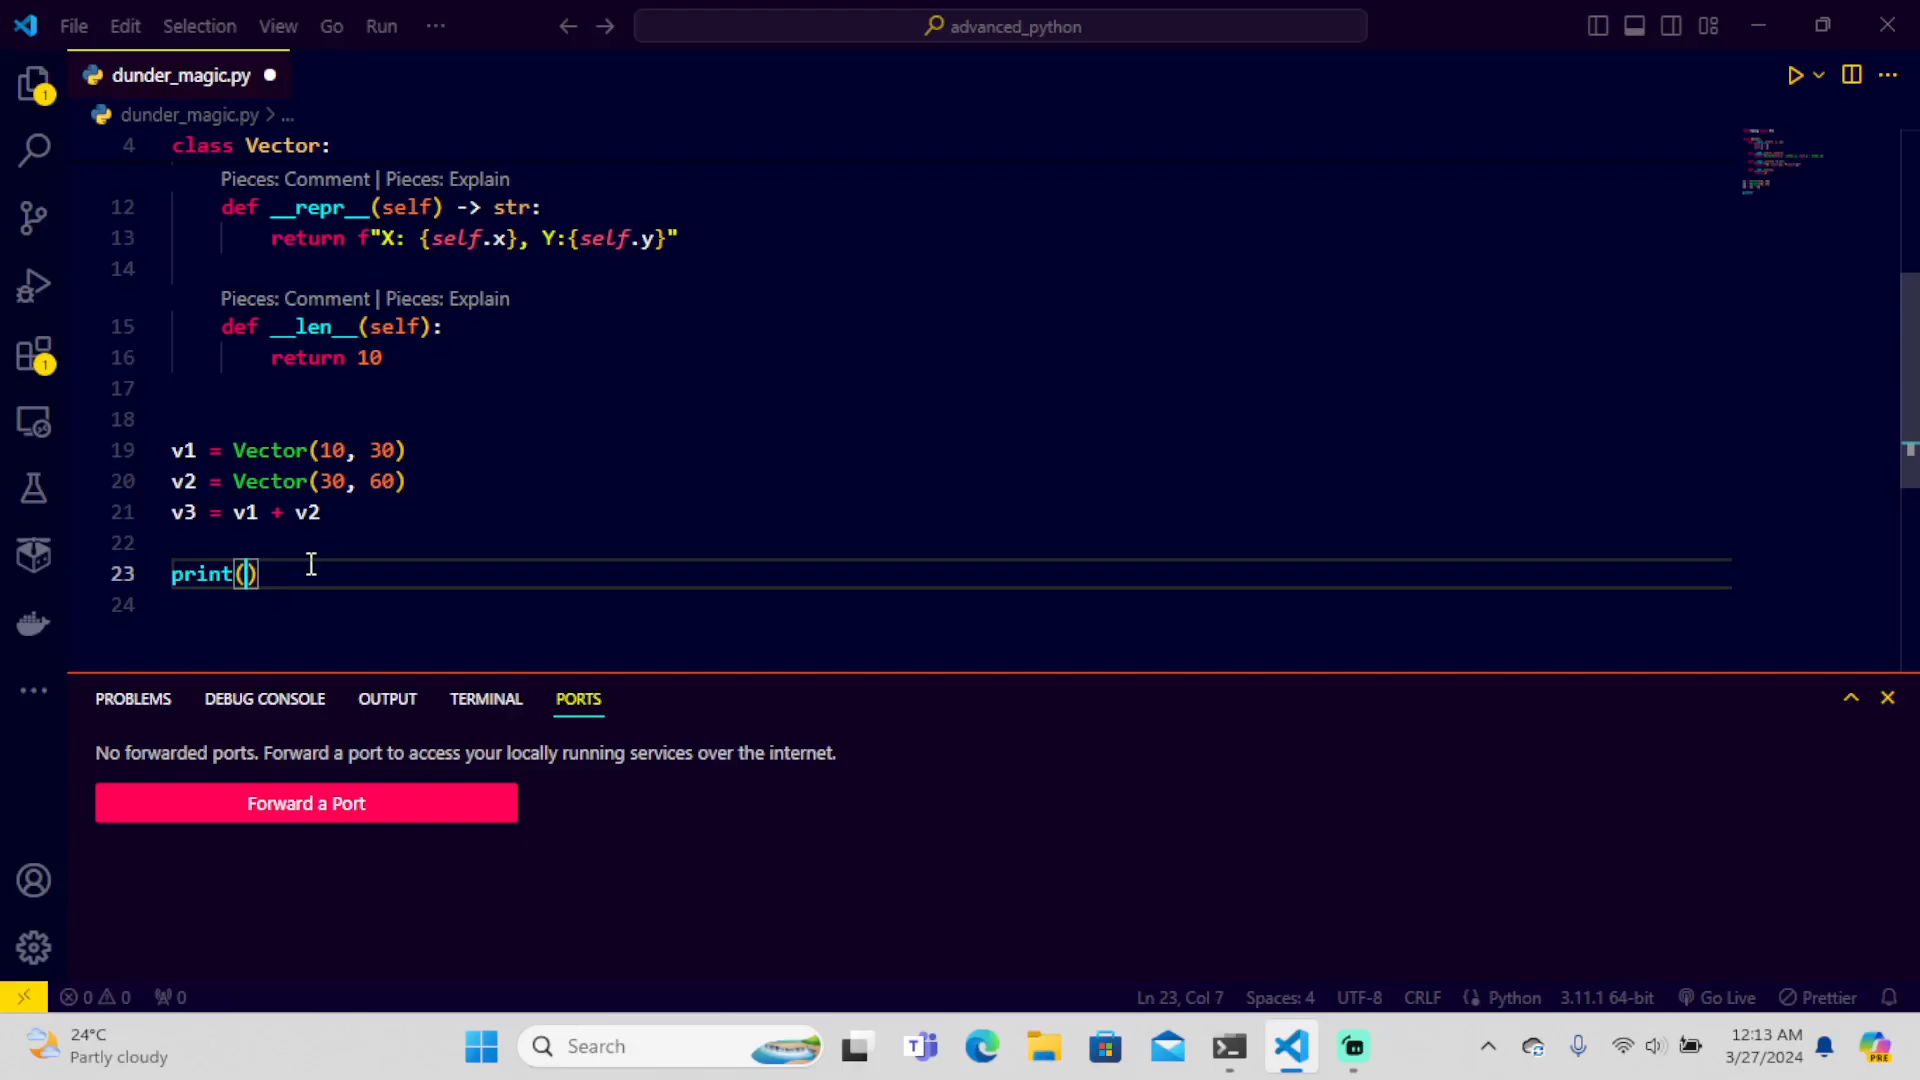 File Edit Selection View Go Run ...
advanced_python
dunder_magic.py
dunder_magic.py > ...
4 class Vector:
Pieces: Comment | Pieces: Explain
12 def __repr__(self) -> str:
13 return f"X: {self.x}, Y:{self.y}"
14
Pieces: Comment | Pieces: Explain
15 def __len__(self):
16 return 10
17
18
19 v1 = Vector(10, 30)
20 v2 = Vector(30, 60)
21 v3 = v1 + v2
22
23 print()
24
PROBLEMS DEBUG CONSOLE OUTPUT TERMINAL PORTS
No forwarded ports. Forward a port to access your locally running services over the internet.
Forward a Port
0 0 0 Ln 23, Col 7 Spaces: 4 UTF-8 CRLF Python 3.11.1 64-bit Go Live Prettier
24°C
Partly cloudy
Search
12:13 AM
3/27/2024
1
1
PRE